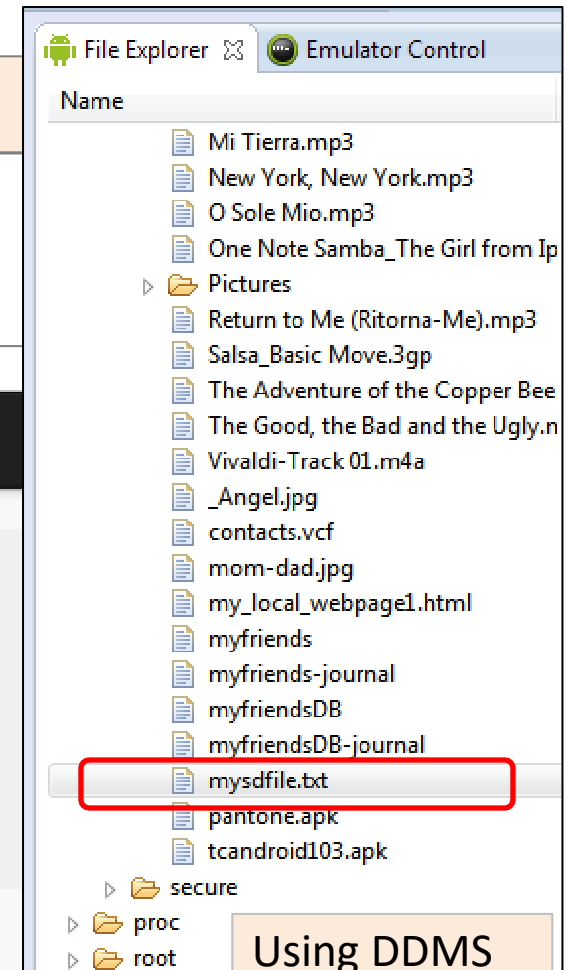 File Explorer Emulator Control
Name
Mi Tierra.mp3
New York, New York.mp3
O Sole Mio.mp3
One Note Samba_The Girl from Ip
Pictures
Return to Me (Ritorna-Me).mp3
Salsa_Basic Move.3gp
The Adventure of the Copper Bee
The Good, the Bad and the Ugly.n
Vivaldi-Track 01.m4a
_Angel.jpg
contacts.vcf
mom-dad.jpg
my_local_webpage1.html
myfriends
myfriends-journal
myfriendsDB
myfriendsDB-journal
mysdfile.txt
pantone.apk
tcandroid103.apk
secure
proc
root
Using DDMS